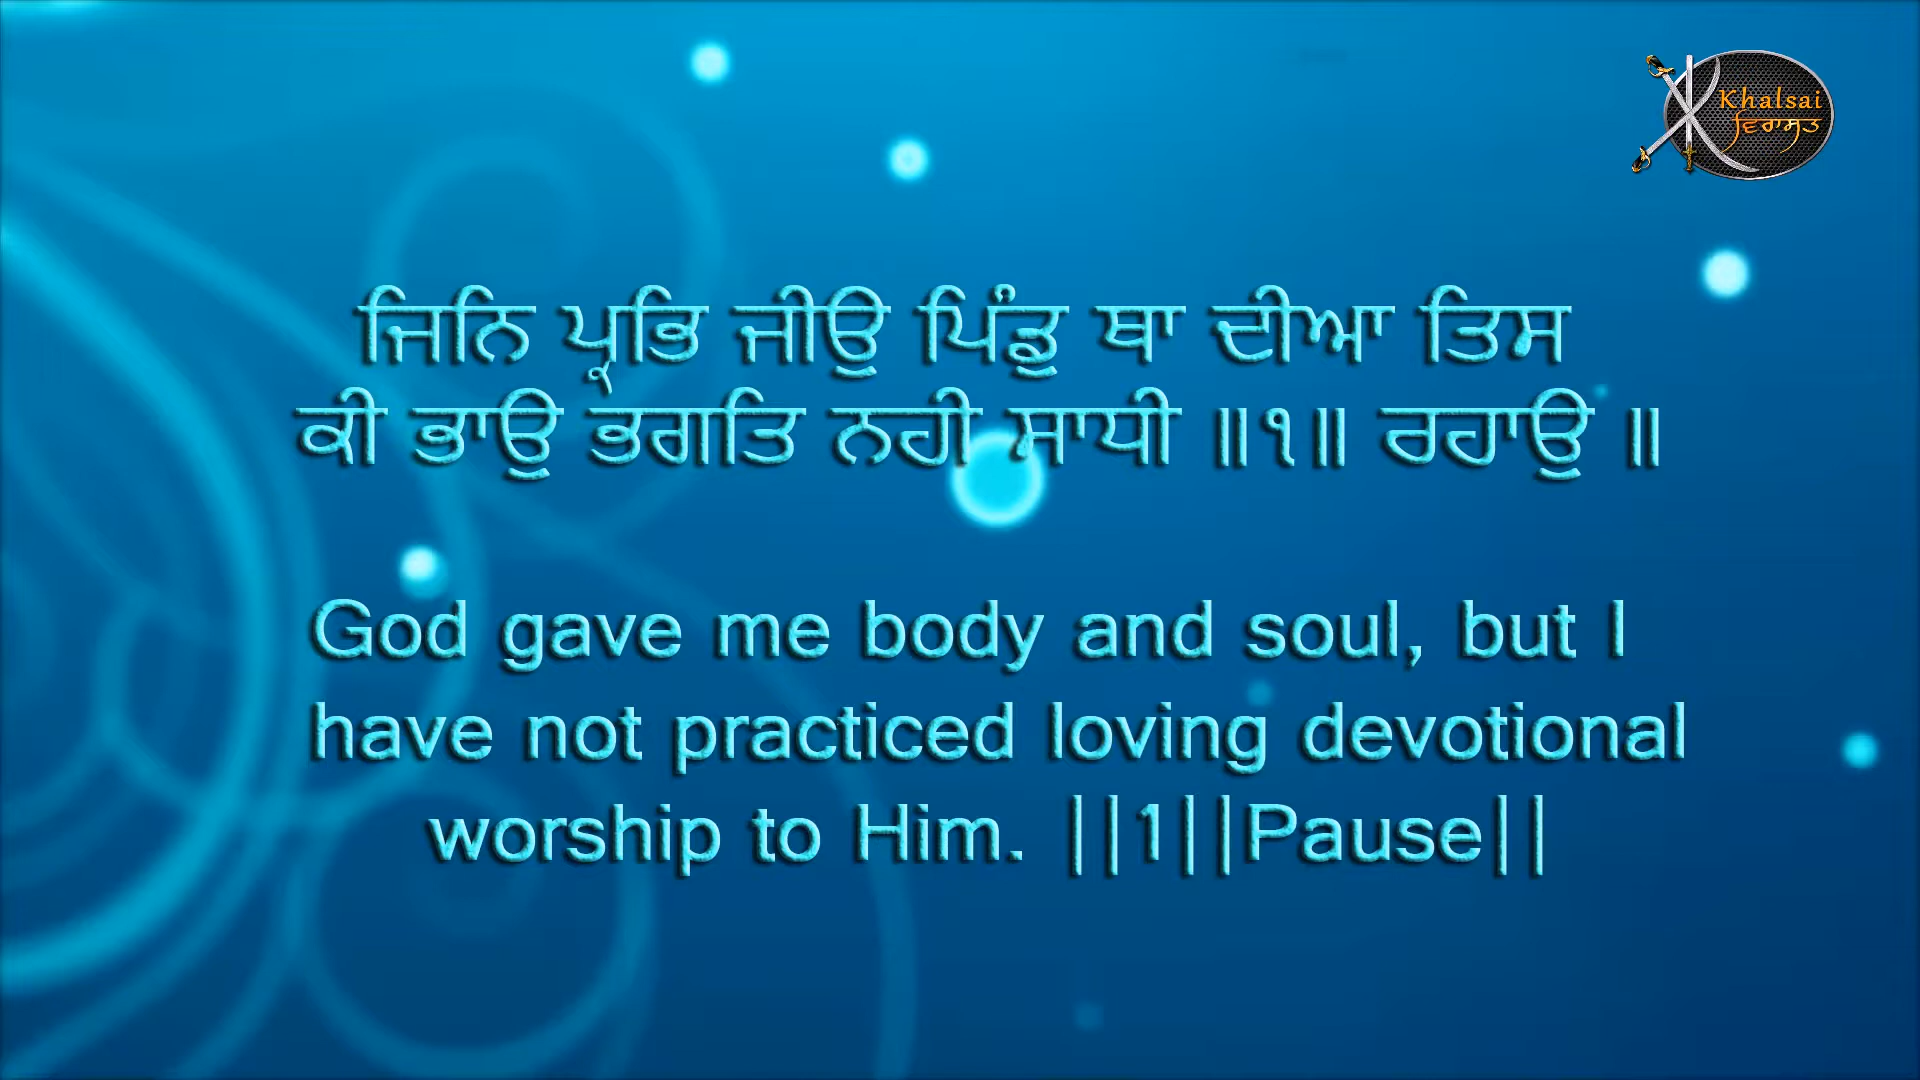 Khalsai
ਵਿਰਾਸਤ
ਜਿਨਿ ਪ੍ਰਭਿ ਜੀਉ ਪਿੰਡੁ ਥਾ ਦੀਆ ਤਿਸ
ਕੀ ਭਾਉ ਭਗਤਿ ਨਹੀ ਸਾਧੀ ॥੧॥ ਰਹਾਉ ॥
God gave me body and soul, but I
have not practiced loving devotional
worship to Him. ||1||Pause||